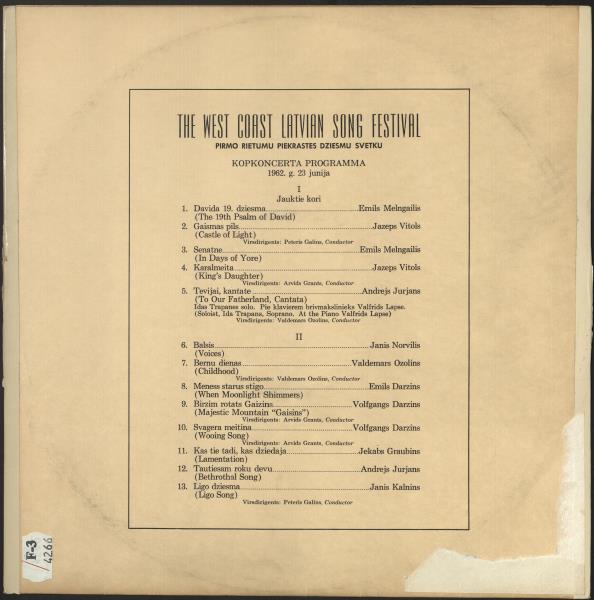 THE WEST COAST LATVIAN SONG FESTIVAL
PIRMO RIETUMU PIEKRASTES DZIESMU SVETKU
KOPKONCERTA PROGRAMMA
1962. g. 23 junija
I
Jauktie kori
1. Davida 19. dziesma ........ Emils Melngailis
(The 19th Psalm of David)
2. Gaismas pils ........ Jazeps Vitols
(Castle of Light)
Virsdirigents: Peteris Galins, Conductor
3. Senatne ........ Emils Melngailis
(In Days of Yore)
4. Karalmeita ........ Jazeps Vitols
(King's Daughter)
Virsdirigents: Arvids Grants, Conductor
5. Tevijai, kantate ........ Andrejs Jurjans
(To Our Fatherland, Cantata)
Idas Trapanes solo. Pie klavierem brivmakslinieks Valfrids Lapse.
(Soloist, Ida Trapans, Soprano. At the Piano Valfrids Lapse)
Virsdirigents: Valdemars Ozolins, Conductor
II
6. Balsis ........ Janis Norvilis
(Voices)
7. Bernu dienas ........ Valdemars Ozolins
(Childhood)
Virsdirigents: Valdemars Ozolins, Conductor
8. Meness starus stigo ........ Emils Darzins
(When Moonlight Shimmers)
9. Birzim rotats Gaizins ........ Volfgangs Darzins
(Majestic Mountain "Gaisins")
Virsdirigents: Arvids Grants, Conductor
10. Svagera meitina ........ Volfgangs Darzins
(Wooing Song)
Virsdirigents: Arvids Grants, Conductor
11. Kas tie tadi, kas dziedaja ........ Jekabs Graubins
(Lamentation)
12. Tautiesam roku devu ........ Andrejs Jurjans
(Bethrothal Song)
13. Ligo dziesma ........ Janis Kalnins
(Ligo Song)
Virsdirigents: Peteris Galins, Conductor
F-3
4266